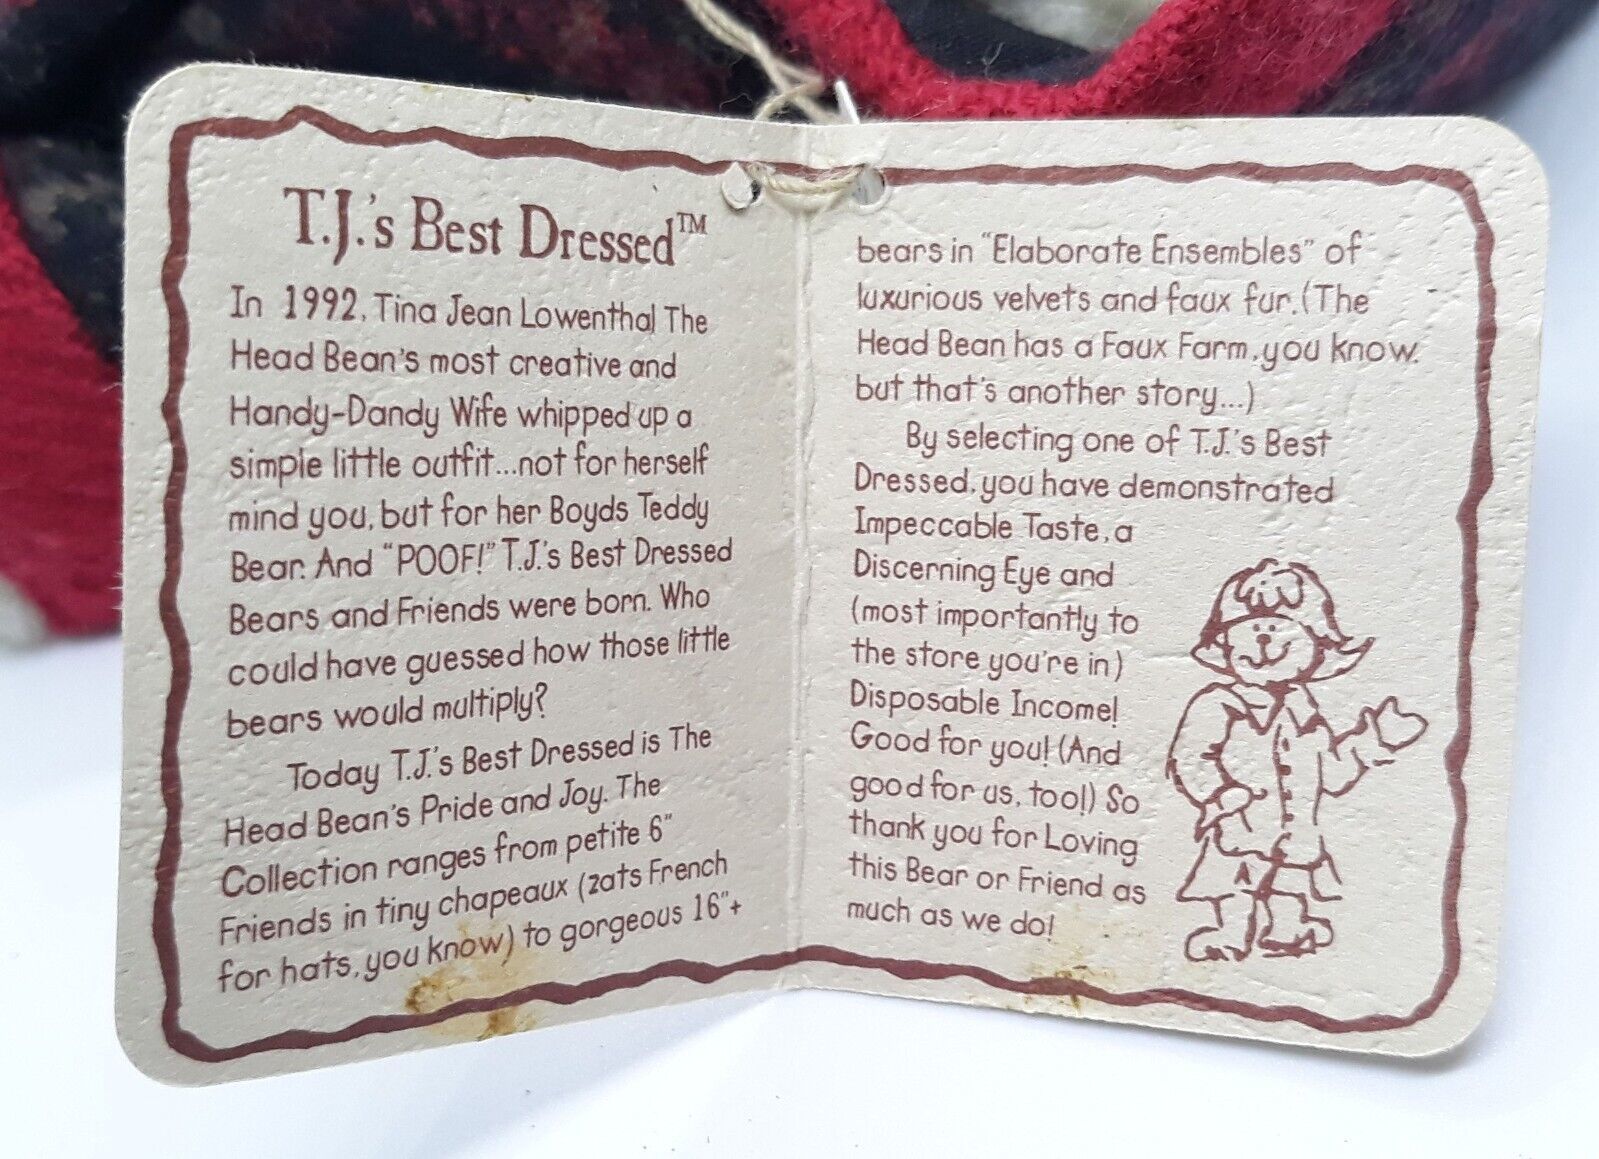 T.J.'s Best Dressed™
In 1992, Tina Jean Lowenthal The
Head Bean's most creative and
Handy-Dandy Wife whipped up a
simple little outfit...not for herself
mind you, but for her Boyds Teddy
Bear. And "POOF!" T.J.'s Best Dressed
Bears and Friends were born. Who
could have guessed how those little
bears would multiply?
Today T.J.'s Best Dressed is The
Head Bean's Pride and Joy. The
Collection ranges from petite 6"
Friends in tiny chapeaux (zats French
for hats, you know) to gorgeous 16"+
bears in "Elaborate Ensembles" of
luxurious velvets and faux fur. (The
Head Bean has a Faux Farm, you know.
but that's another story...)
By selecting one of T.J.'s Best
Dressed, you have demonstrated
Impeccable Taste, a
Discerning Eye and
(most importantly to
the store you're in)
Disposable Income!
Good for you! (And
good for us, too!) So
thank you for Loving
this Bear or Friend as
much as we do!